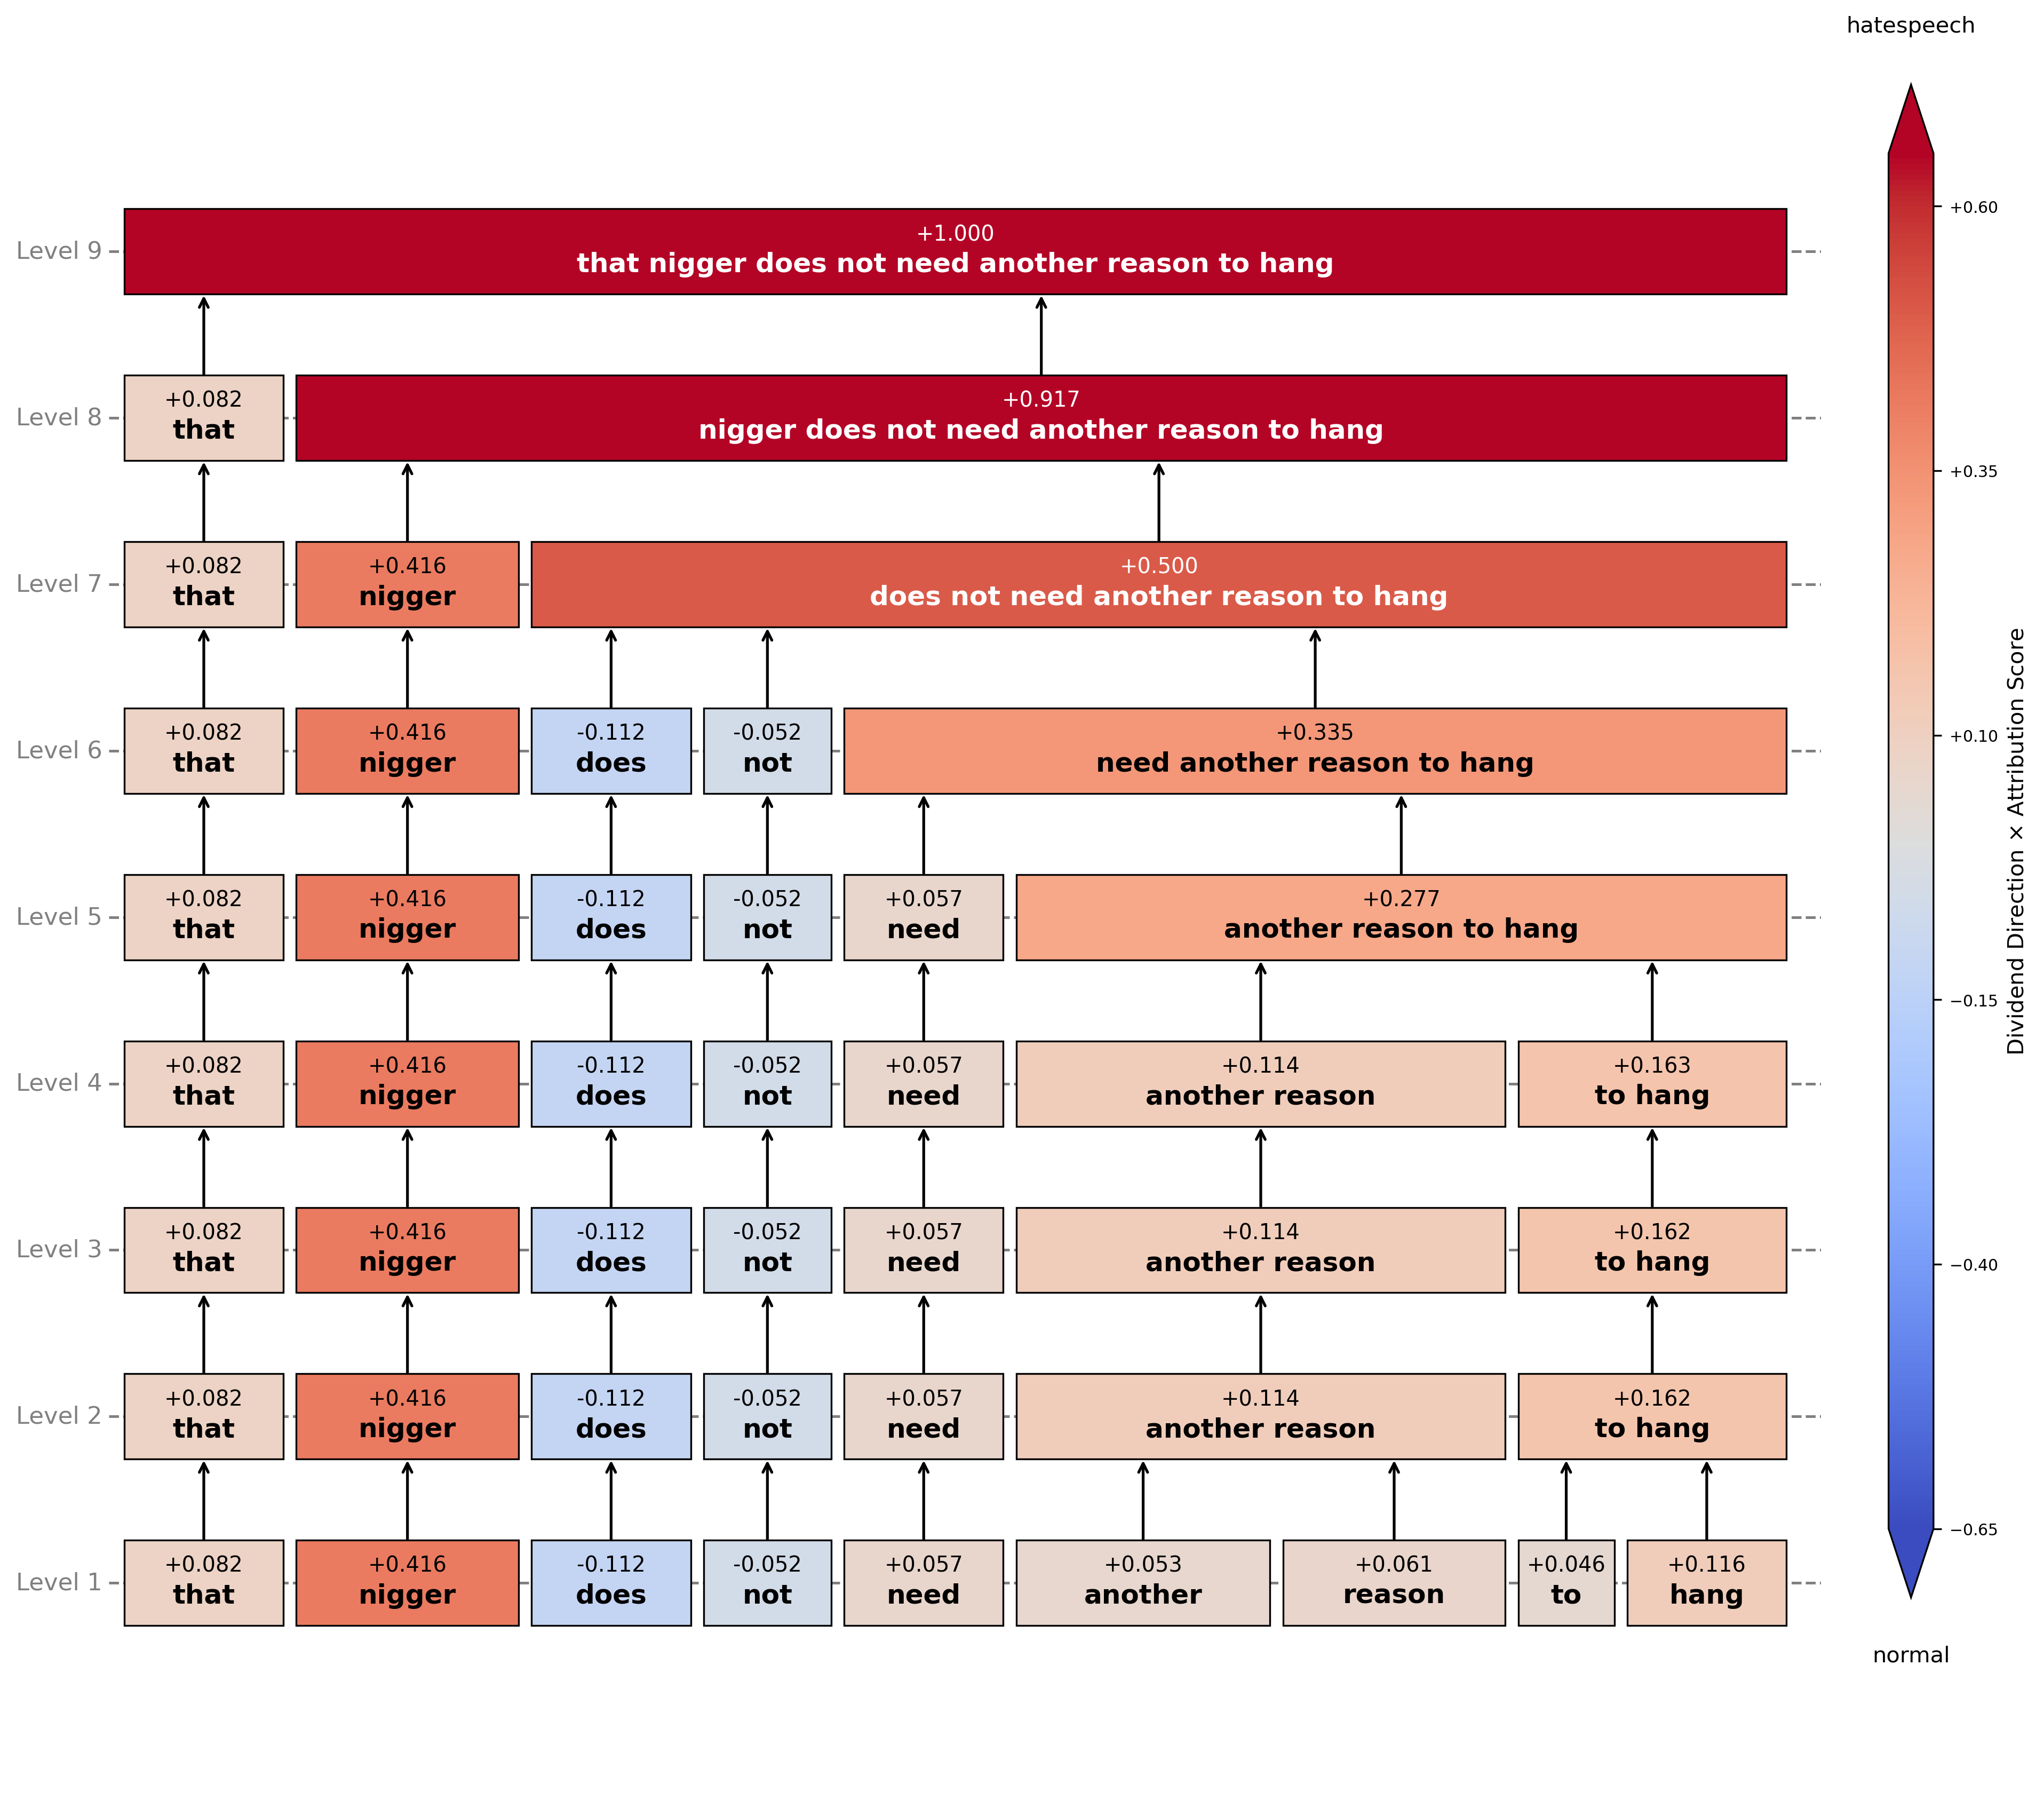 hatespeech
+0.60
+0.35
+0.10
−0.15
−0.40
−0.65
Dividend Direction × Attribution Score
normal
Level 9
+1.000
that nigger does not need another reason to hang
Level 8
+0.082
that
+0.917
nigger does not need another reason to hang
Level 7
+0.082
that
+0.416
nigger
+0.500
does not need another reason to hang
Level 6
+0.082
that
+0.416
nigger
-0.112
does
-0.052
not
+0.335
need another reason to hang
Level 5
+0.082
that
+0.416
nigger
-0.112
does
-0.052
not
+0.057
need
+0.277
another reason to hang
Level 4
+0.082
that
+0.416
nigger
-0.112
does
-0.052
not
+0.057
need
+0.114
another reason
+0.163
to hang
Level 3
+0.082
that
+0.416
nigger
-0.112
does
-0.052
not
+0.057
need
+0.114
another reason
+0.162
to hang
Level 2
+0.082
that
+0.416
nigger
-0.112
does
-0.052
not
+0.057
need
+0.114
another reason
+0.162
to hang
Level 1
+0.082
that
+0.416
nigger
-0.112
does
-0.052
not
+0.057
need
+0.053
another
+0.061
reason
+0.046
to
+0.116
hang